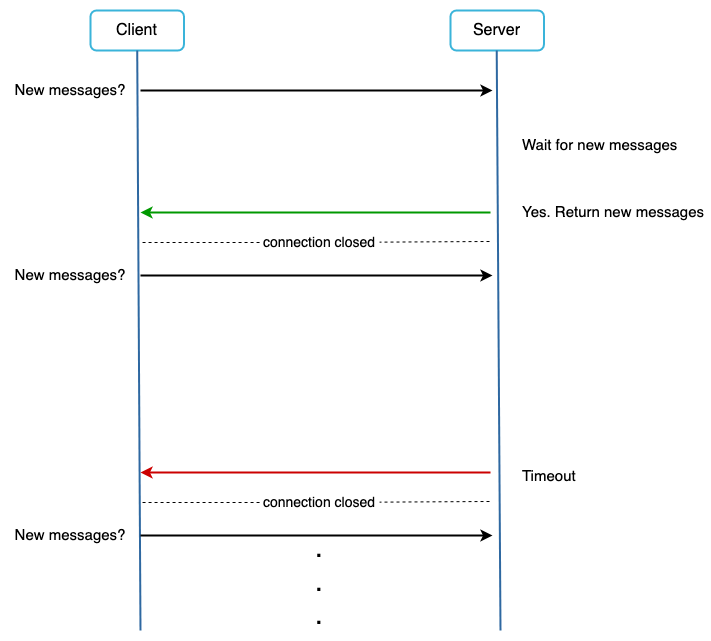 Client
Server
New messages?
Wait for new messages
Yes. Return new messages
connection closed
New messages?
Timeout
connection closed
New messages?